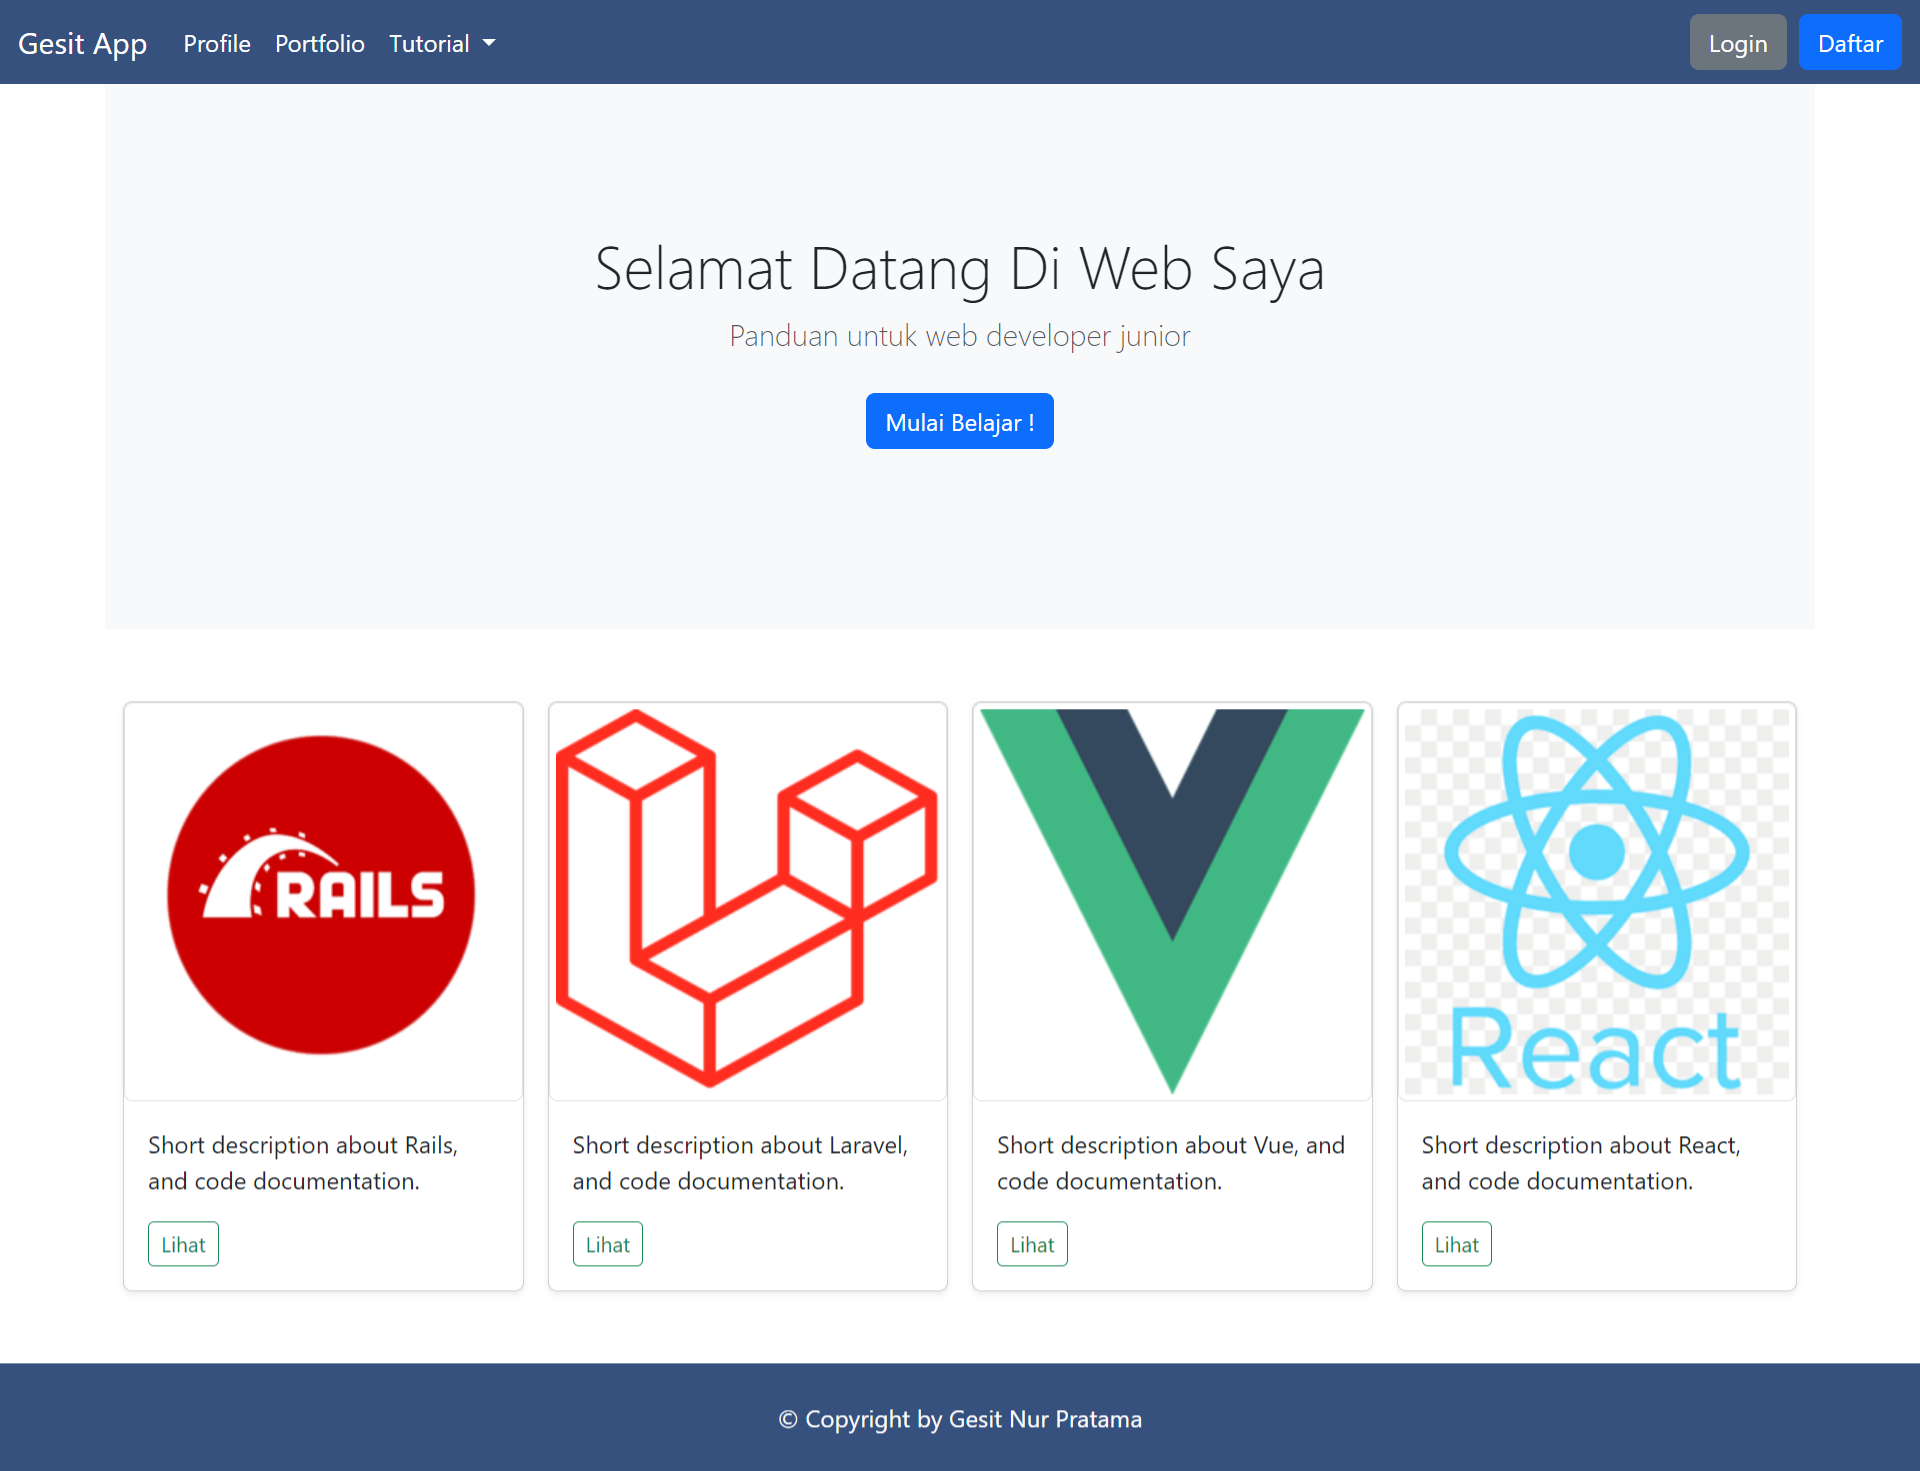 Gesit App Profile Portfolio Tutorial Login Daftar
Selamat Datang Di Web Saya
Panduan untuk web developer junior
Mulai Belajar !
RAILS
React
Short description about Rails,
and code documentation.
Lihat
Short description about Laravel,
and code documentation.
Lihat
Short description about Vue, and
code documentation.
Lihat
Short description about React,
and code documentation.
Lihat
© Copyright by Gesit Nur Pratama